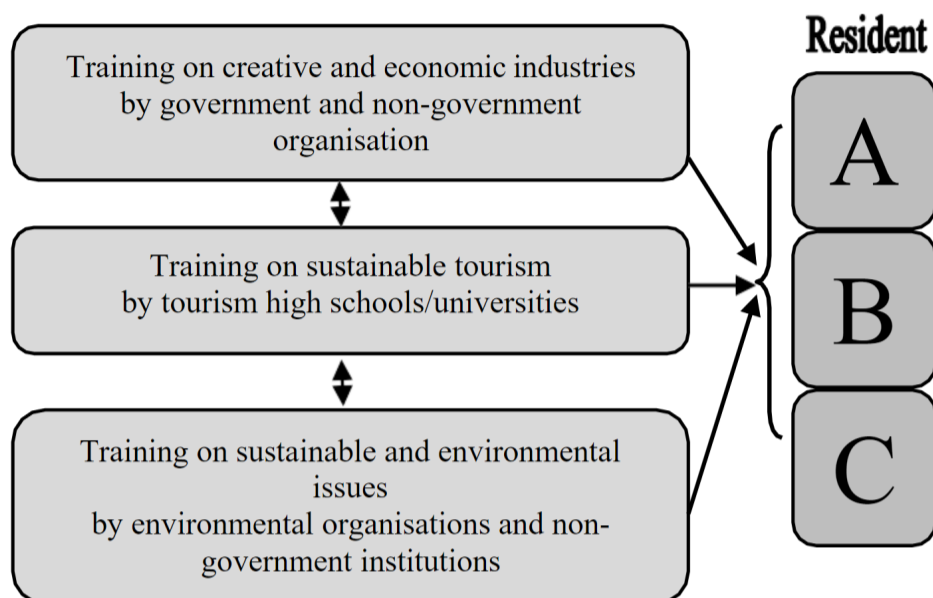 Training on creative and economic industries
by government and non-government
organisation
Training on sustainable tourism
by tourism high schools/universities
Training on sustainable and environmental
issues
by environmental organisations and non-
government institutions
Resident
A
B
C